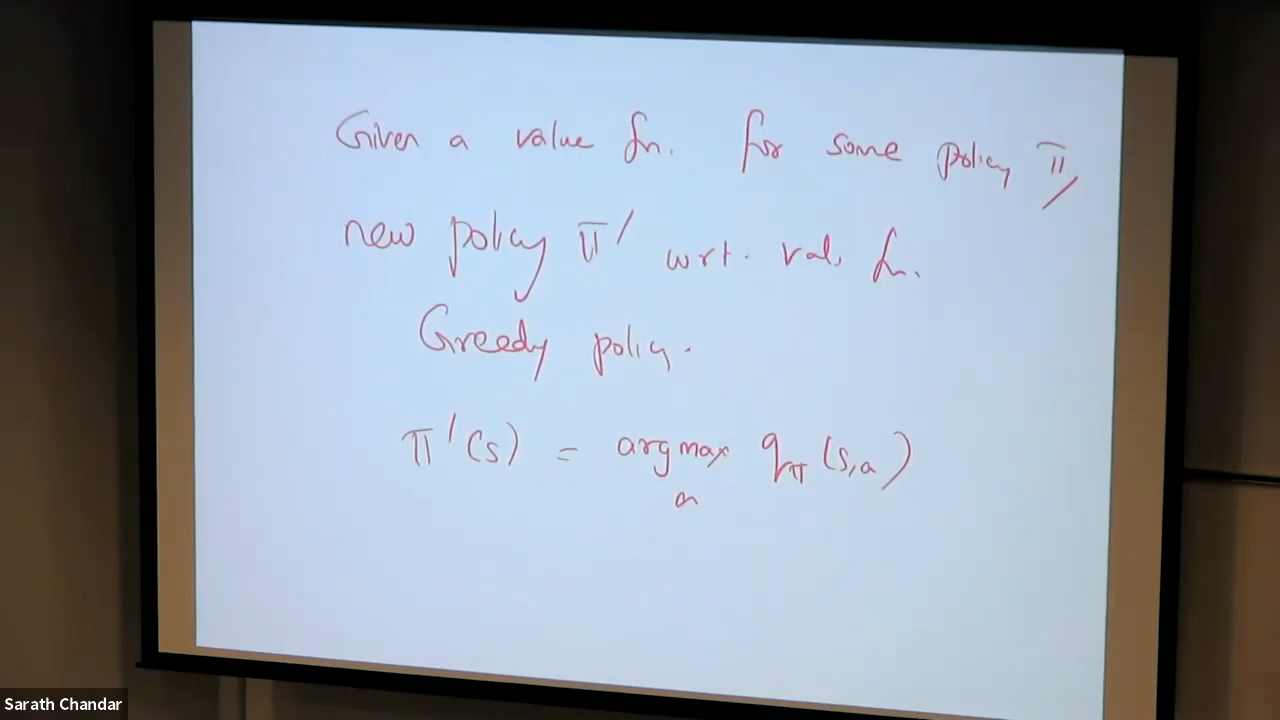 Given a value fn. for some policy π,
new policy π' wrt. val. fn.
Greedy policy.
π'(s) = argmax qπ(s,a)
a
Sarath Chandar